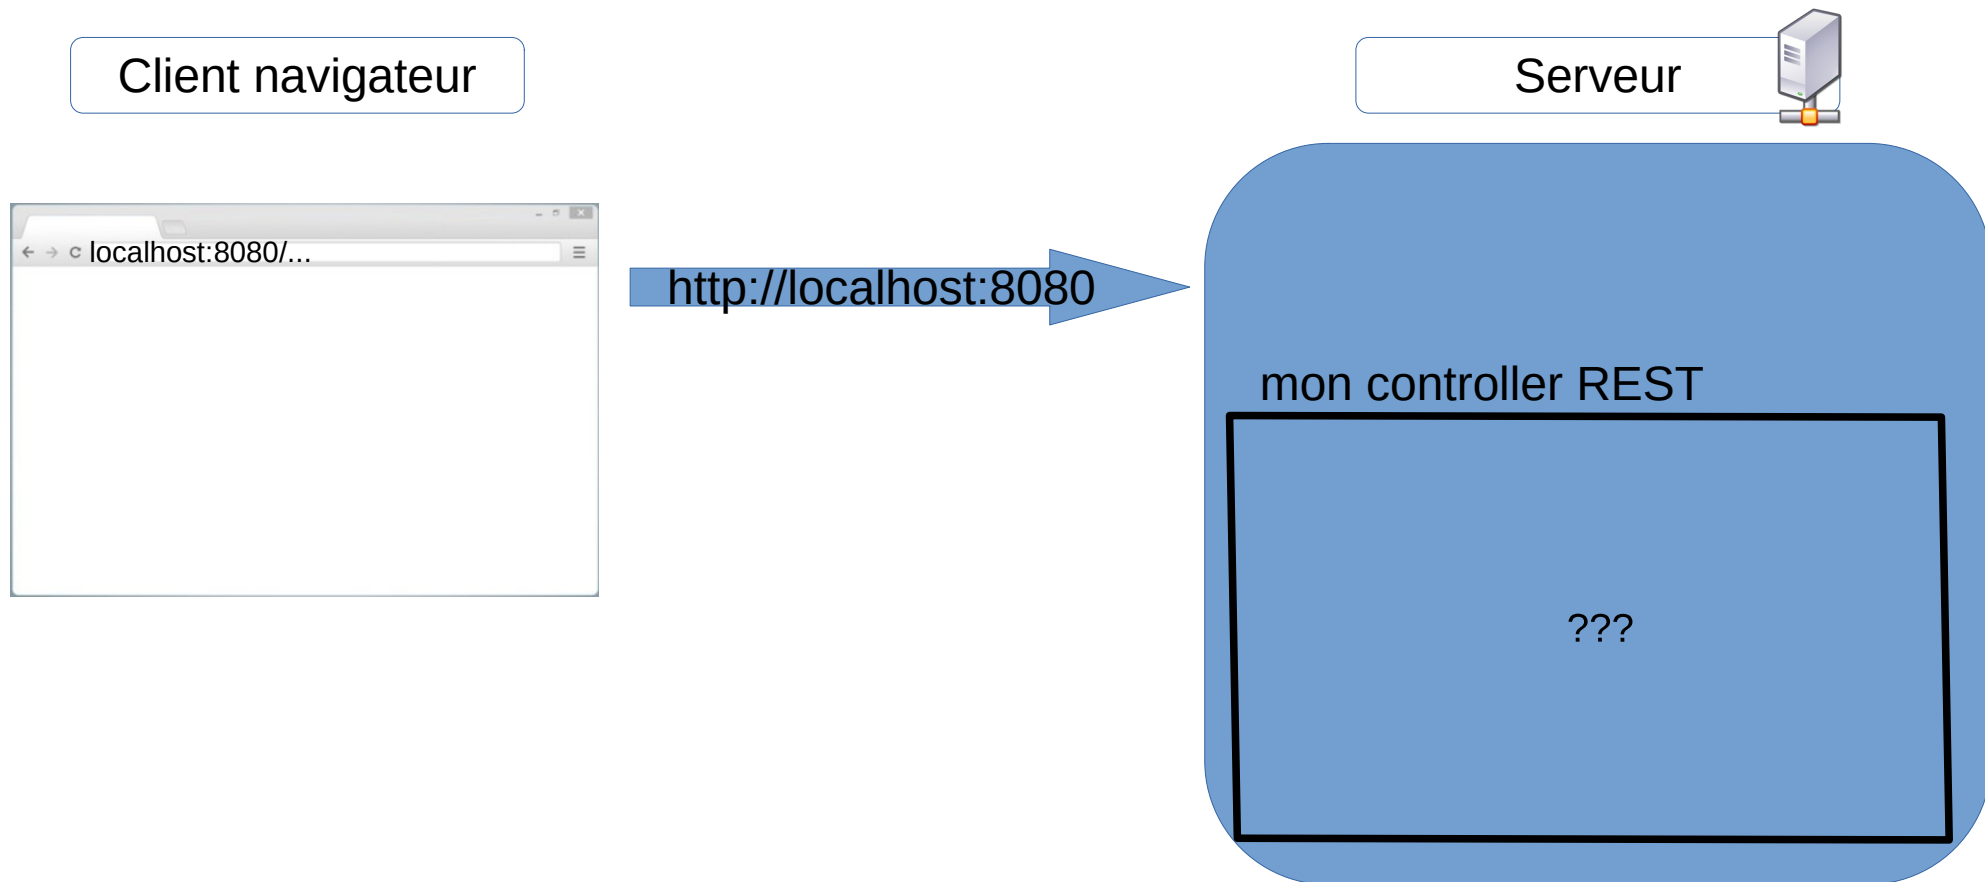 Client navigateur
Serveur
localhost:8080/...
http://localhost:8080
mon controller REST
???